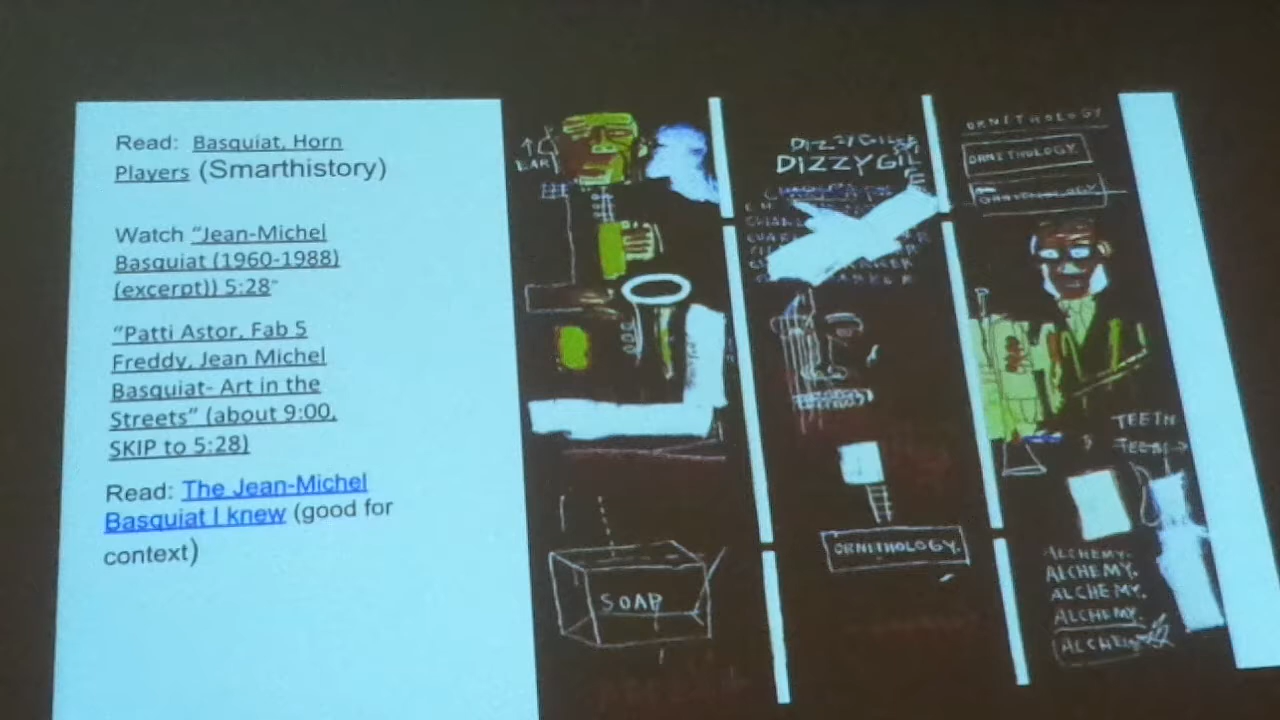 Read: Basquiat, Horn
Players (Smarthistory)
Watch "Jean-Michel
Basquiat (1960-1988)
(excerpt)) 5:28"
"Patti Astor, Fab 5
Freddy, Jean Michel
Basquiat- Art in the
Streets" (about 9:00,
SKIP to 5:28)
Read: The Jean-Michel
Basquiat I knew (good for
context)
EAR
SOAP
DIZZYGIL
ORNITHOLOGY.
ORNITHOLOGY
ORNITHOLOGY.
ORNITHOLOGY
TEETH
TEETH
ALCHEMY.
ALCHEMY.
ALCHEMY.
ALCHEMY.